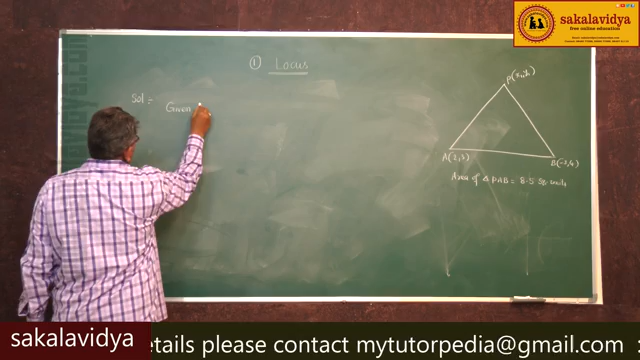 sakalavidya
free online education
① Locus
Sol =
Given
P(x,y)
A(2,3)
B(-3,4)
Area of Δ PAB = 8.5 sq. units
sakalavidya
etails please contact mytutorpedia@gmail.com